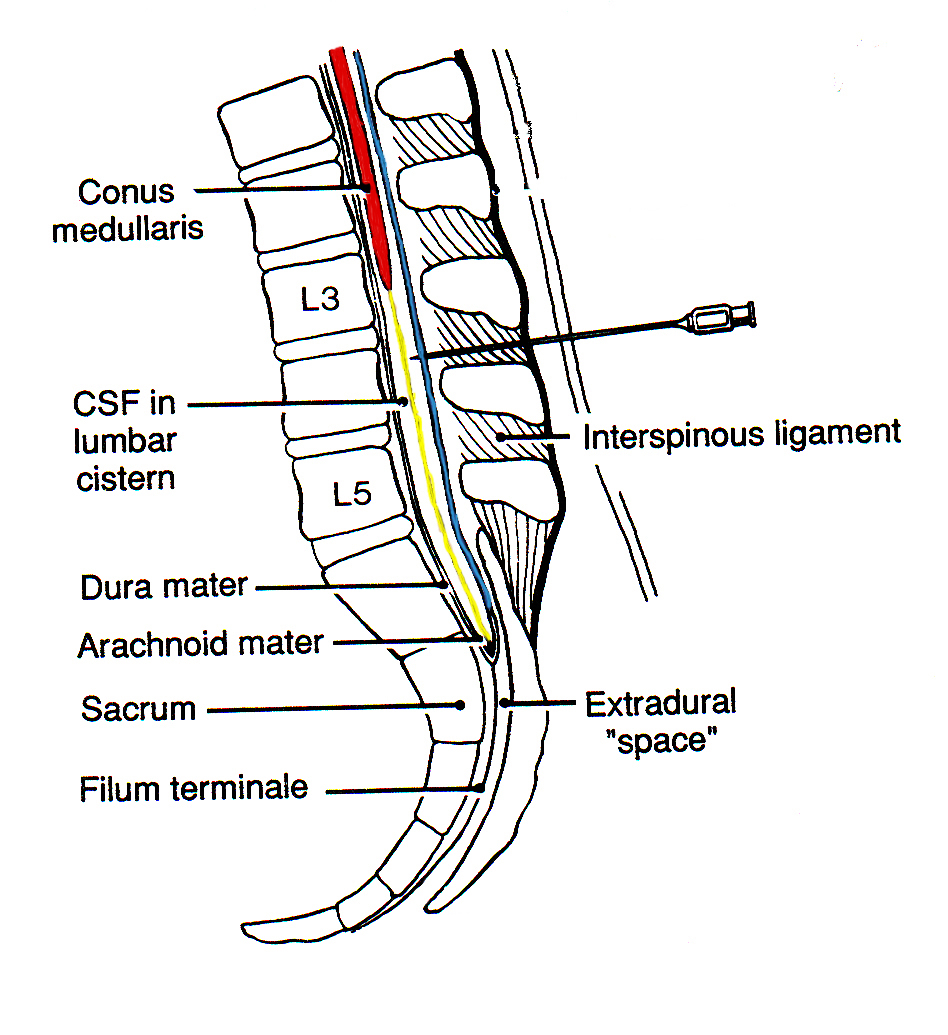 Conus
medullaris
L3
CSF in
lumbar
cistern
Interspinous ligament
L5
Dura mater
Arachnoid mater
Sacrum
Extradural
"space"
Filum terminale